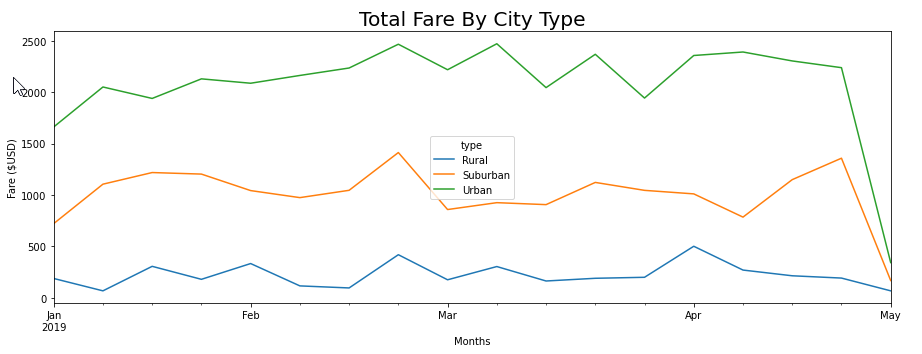 Total Fare By City Type
2500
2000
1500
1000
500
0
Fare ($USD)
type
Rural
Suburban
Urban
Jan
2019
Feb
Mar
Apr
May
Months